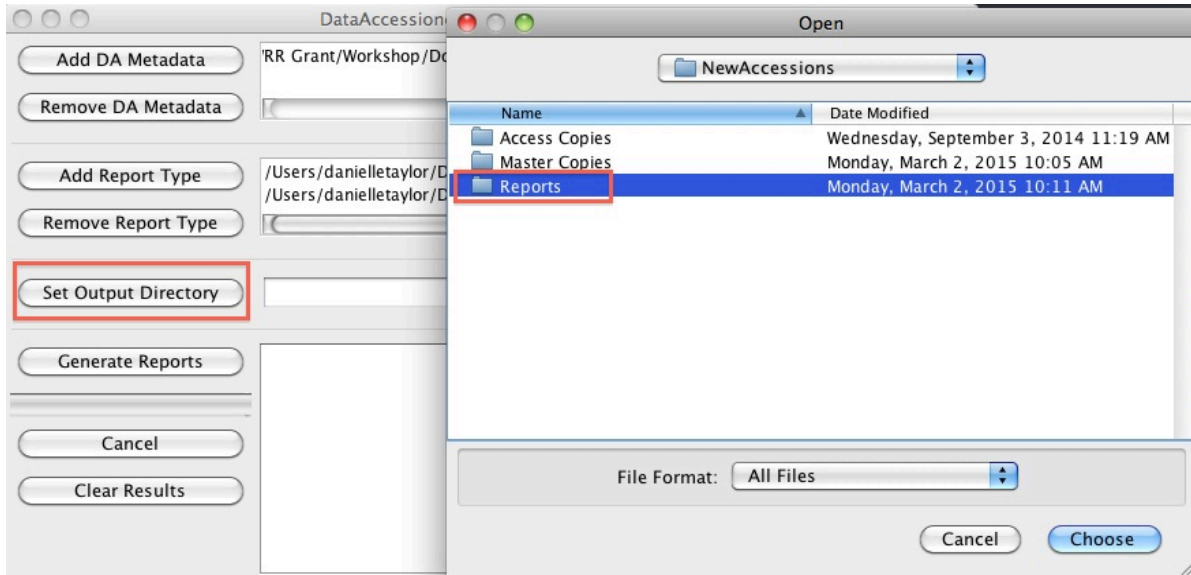 DataAccession
Add DA Metadata
'RR Grant/Workshop/Do
Remove DA Metadata
Add Report Type
/Users/danielletaylor/D
/Users/danielletaylor/D
Remove Report Type
Set Output Directory
Generate Reports
Cancel
Clear Results
Open
NewAccessions
Name Date Modified
Access Copies Wednesday, September 3, 2014 11:19 AM
Master Copies Monday, March 2, 2015 10:05 AM
Reports Monday, March 2, 2015 10:11 AM
File Format: All Files
Cancel Choose